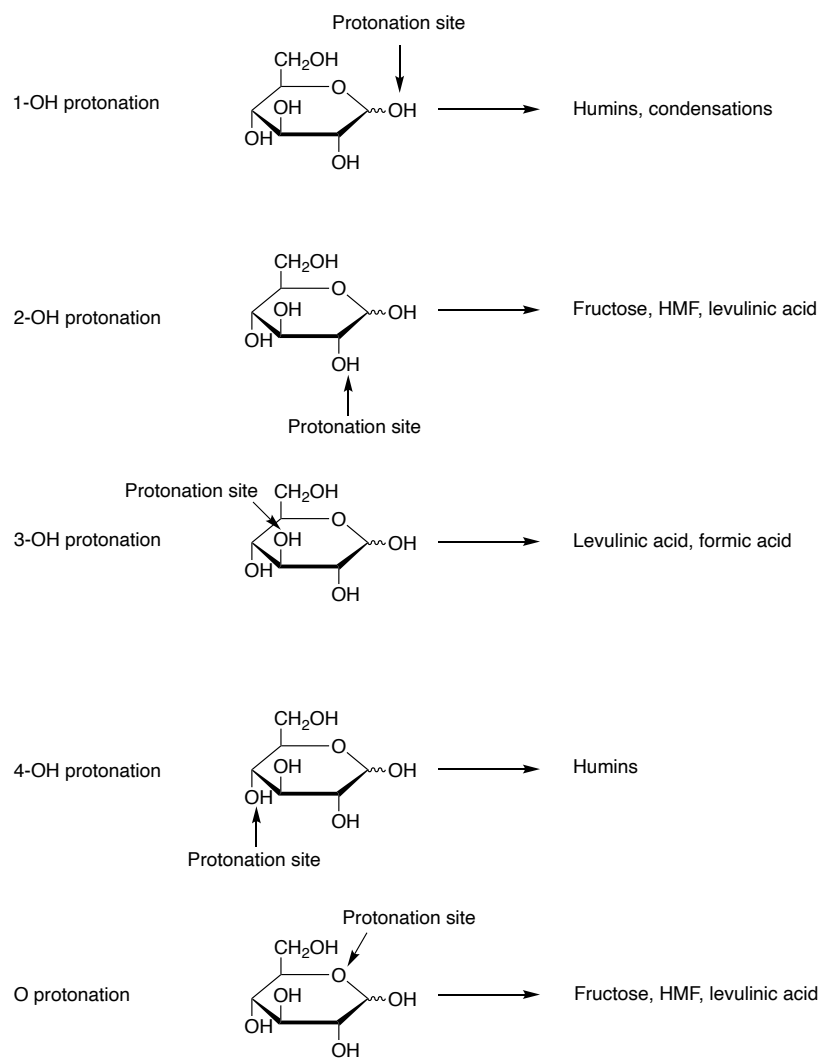 Protonation site
CH2OH
O
1-OH protonation
OH
OH
OH
OH
Humins, condensations
CH2OH
O
2-OH protonation
OH
OH
OH
OH
Fructose, HMF, levulinic acid
Protonation site
Protonation site
CH2OH
O
3-OH protonation
OH
OH
OH
OH
Levulinic acid, formic acid
CH2OH
O
4-OH protonation
OH
OH
OH
OH
Humins
Protonation site
Protonation site
CH2OH
O
O protonation
OH
OH
OH
OH
Fructose, HMF, levulinic acid